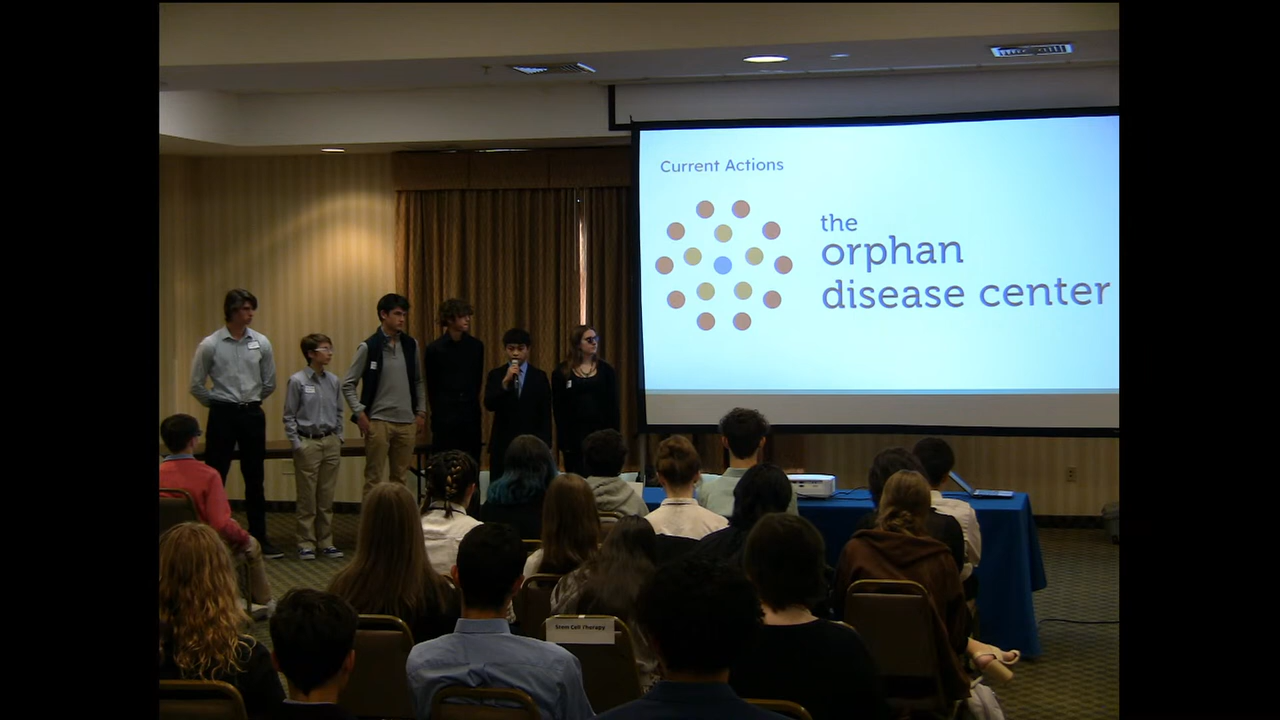 Current Actions
the
orphan
disease center
Stem Cell Therapy